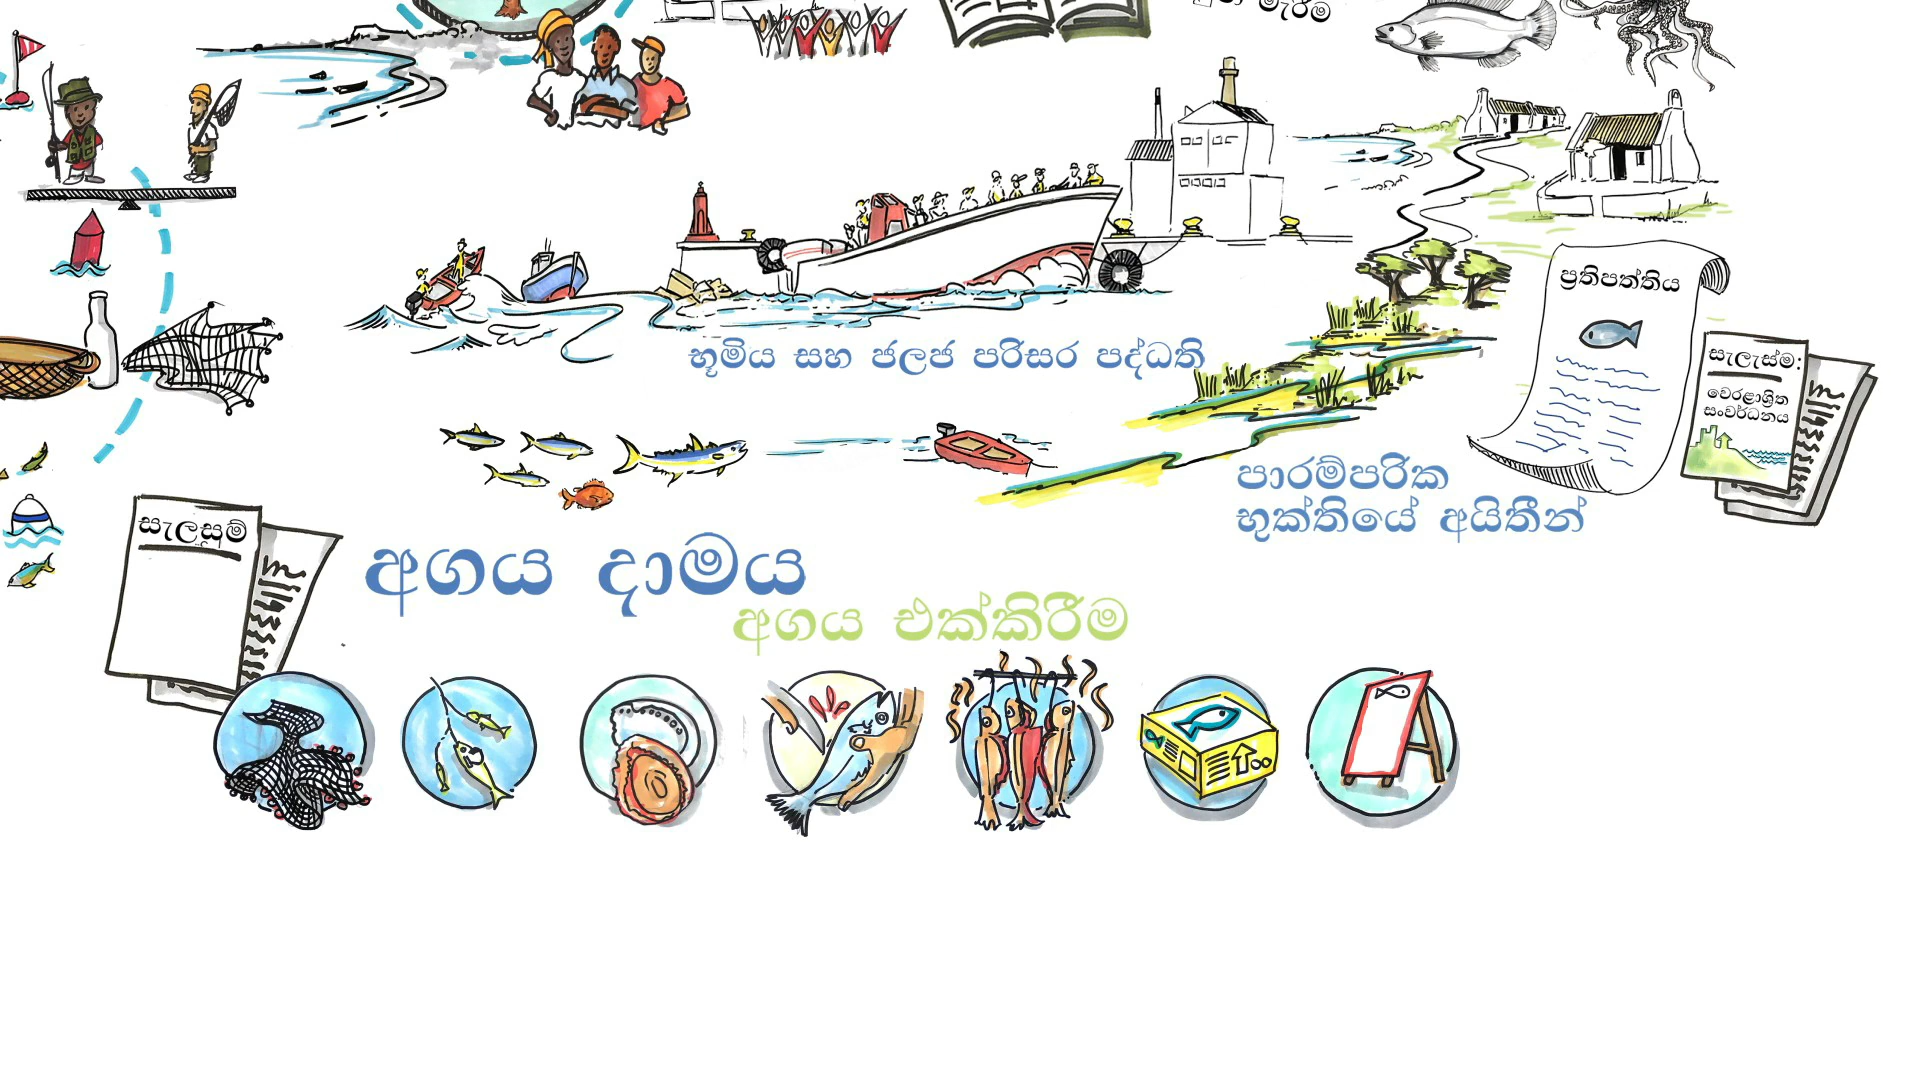 මැරීම
ප්‍රතිපත්තිය
භූමිය සහ ජලජ පරිසර පද්ධති
සැලැස්ම:
වෙරළාශ්‍රිත
සංවර්ධනය
පාරම්පරික
භුක්තියේ අයිතීන්
සැලසුම්
අගය දාමය
අගය එක්කිරීම